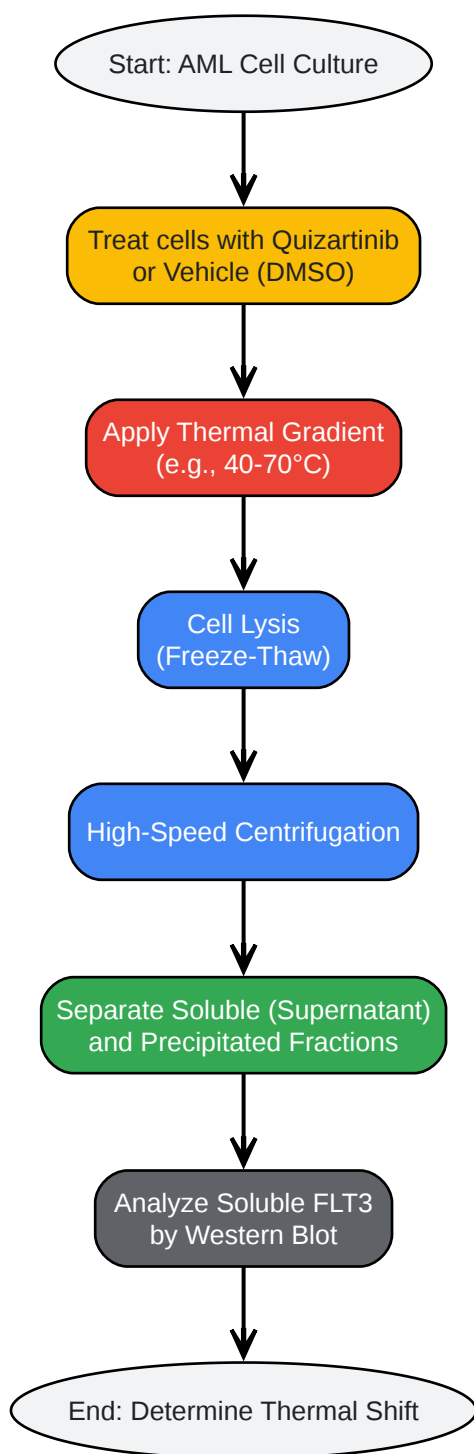 Start: AML Cell Culture
Treat cells with Quizartinib
or Vehicle (DMSO)
Apply Thermal Gradient
(e.g., 40-70°C)
Cell Lysis
(Freeze-Thaw)
High-Speed Centrifugation
Separate Soluble (Supernatant)
and Precipitated Fractions
Analyze Soluble FLT3
by Western Blot
End: Determine Thermal Shift